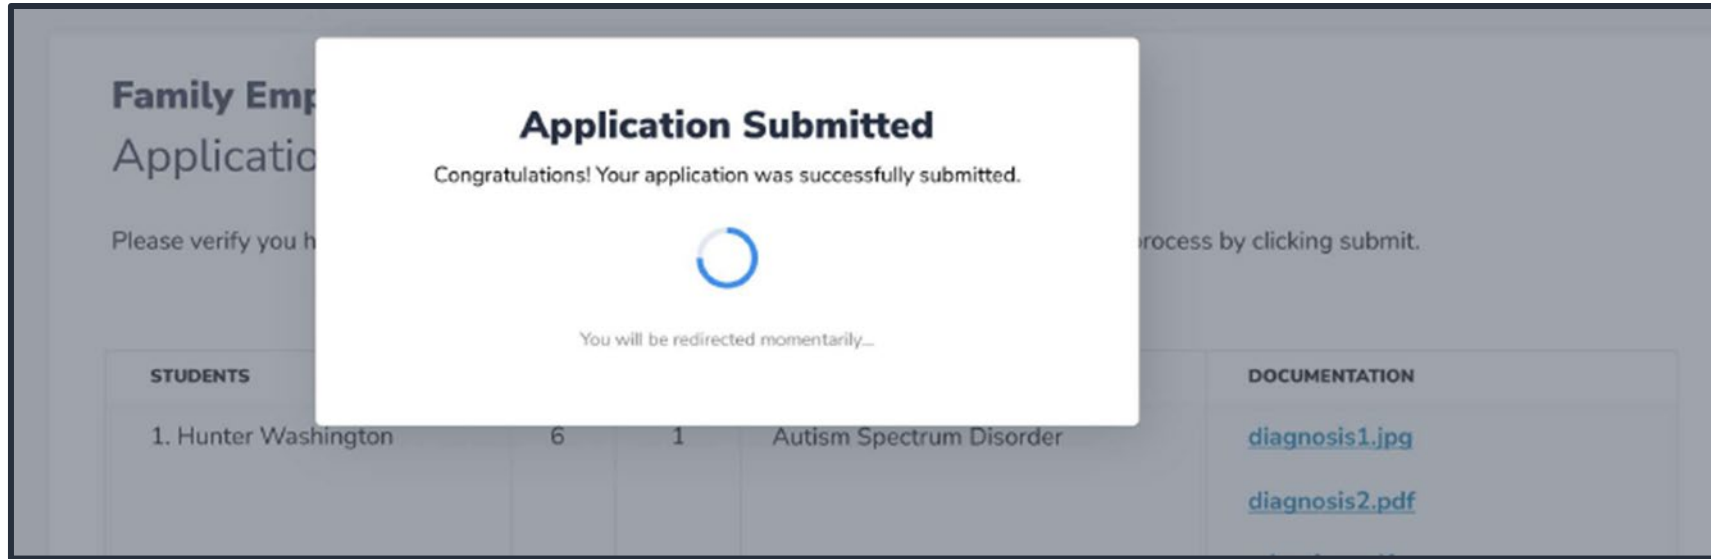 Family Emp
Applicatio
Application Submitted
Congratulations! Your application was successfully submitted.
Please verify you h
rocess by clicking submit.
You will be redirected momentarily...
STUDENTS
DOCUMENTATION
1. Hunter Washington 6 1 Autism Spectrum Disorder diagnosis1.jpg
diagnosis2.pdf